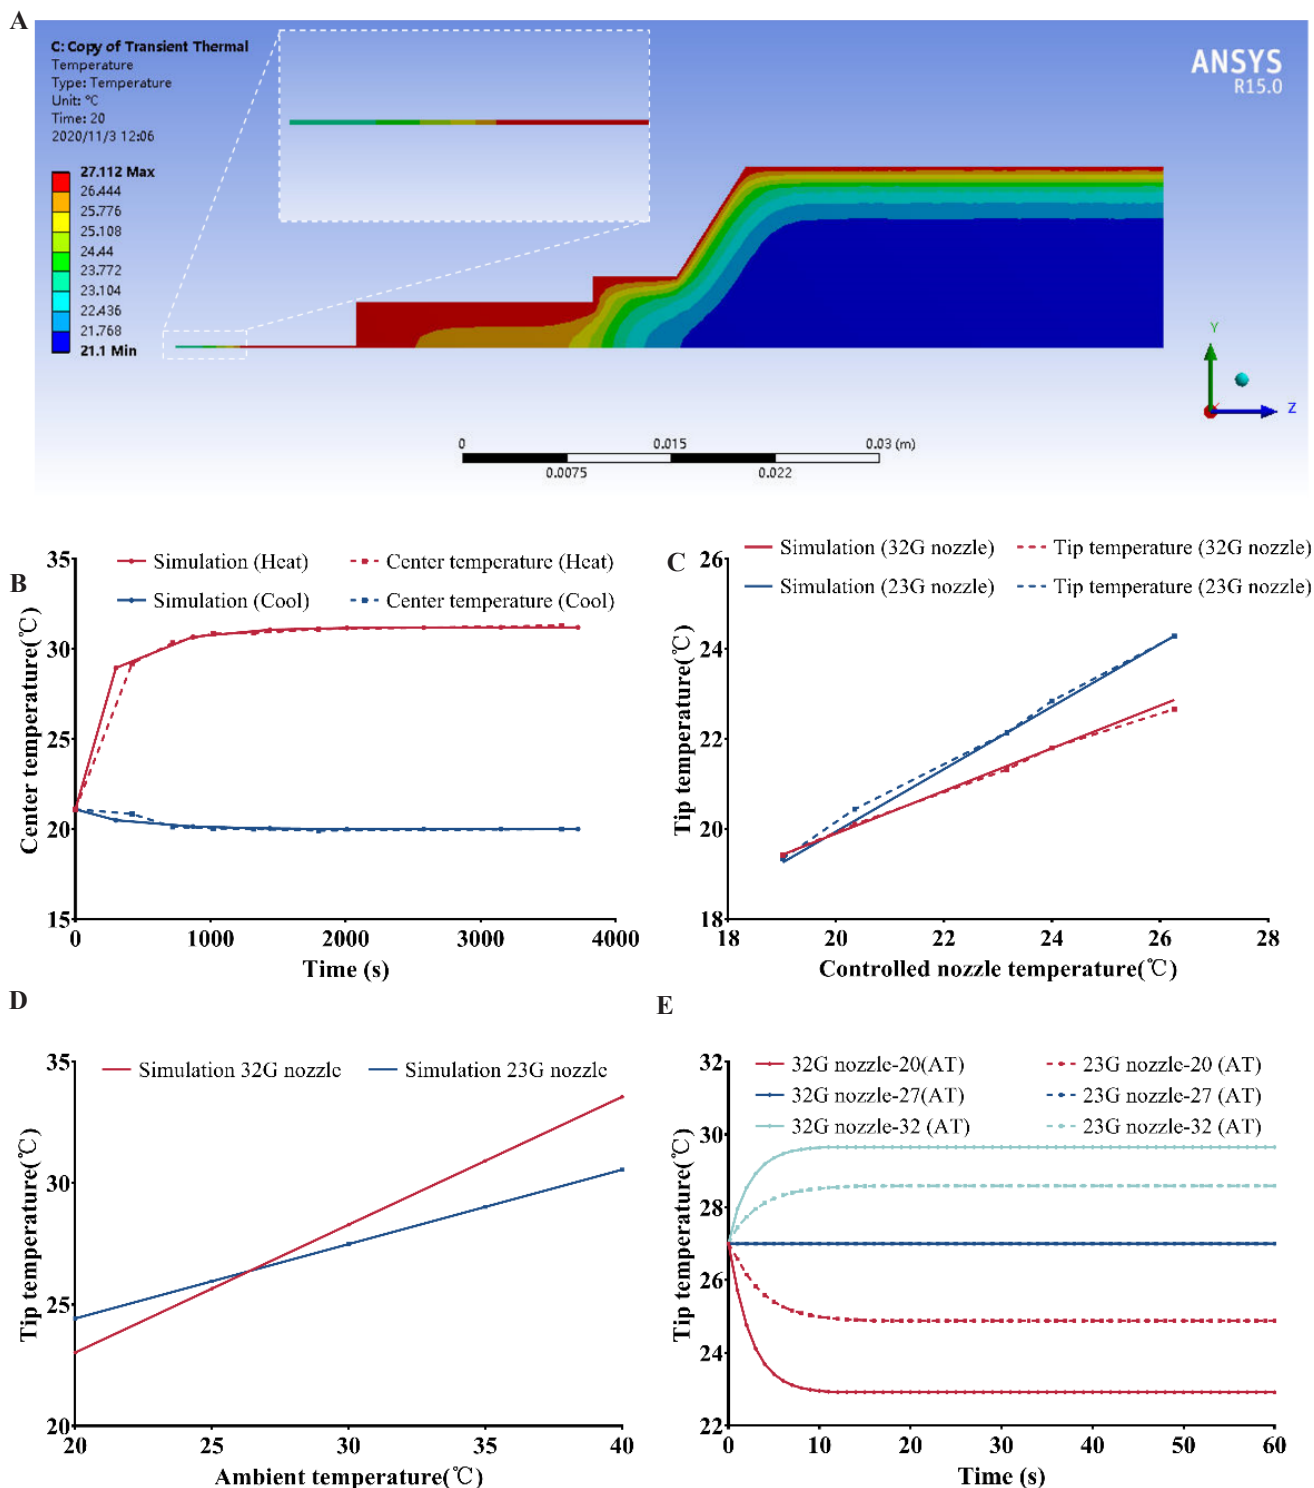 A
C: Copy of Transient Thermal
Temperature
Type: Temperature
Unit: °C
Time: 20
2020/11/3 12:06
27.112 Max
26.444
25.776
25.108
24.44
23.772
23.104
22.436
21.768
21.1 Min
ANSYS
R15.0
Y
Z
0 0.015 0.03 (m)
0.0075 0.022
B
Simulation (Heat) Center temperature (Heat)
Simulation (Cool) Center temperature (Cool)
Center temperature(℃)
35
30
25
20
15
0 1000 2000 3000 4000
Time (s)
C
Simulation (32G nozzle) Tip temperature (32G nozzle)
Simulation (23G nozzle) Tip temperature (23G nozzle)
Tip temperature(℃)
26
24
22
20
18
18 20 22 24 26 28
Controlled nozzle temperature(℃)
D
Simulation 32G nozzle Simulation 23G nozzle
Tip temperature(℃)
35
30
25
20
20 25 30 35 40
Ambient temperature(℃)
E
32G nozzle-20(AT) 23G nozzle-20 (AT)
32G nozzle-27(AT) 23G nozzle-27 (AT)
32G nozzle-32 (AT) 23G nozzle-32 (AT)
Tip temperature(℃)
32
30
28
26
24
22
0 10 20 30 40 50 60
Time (s)